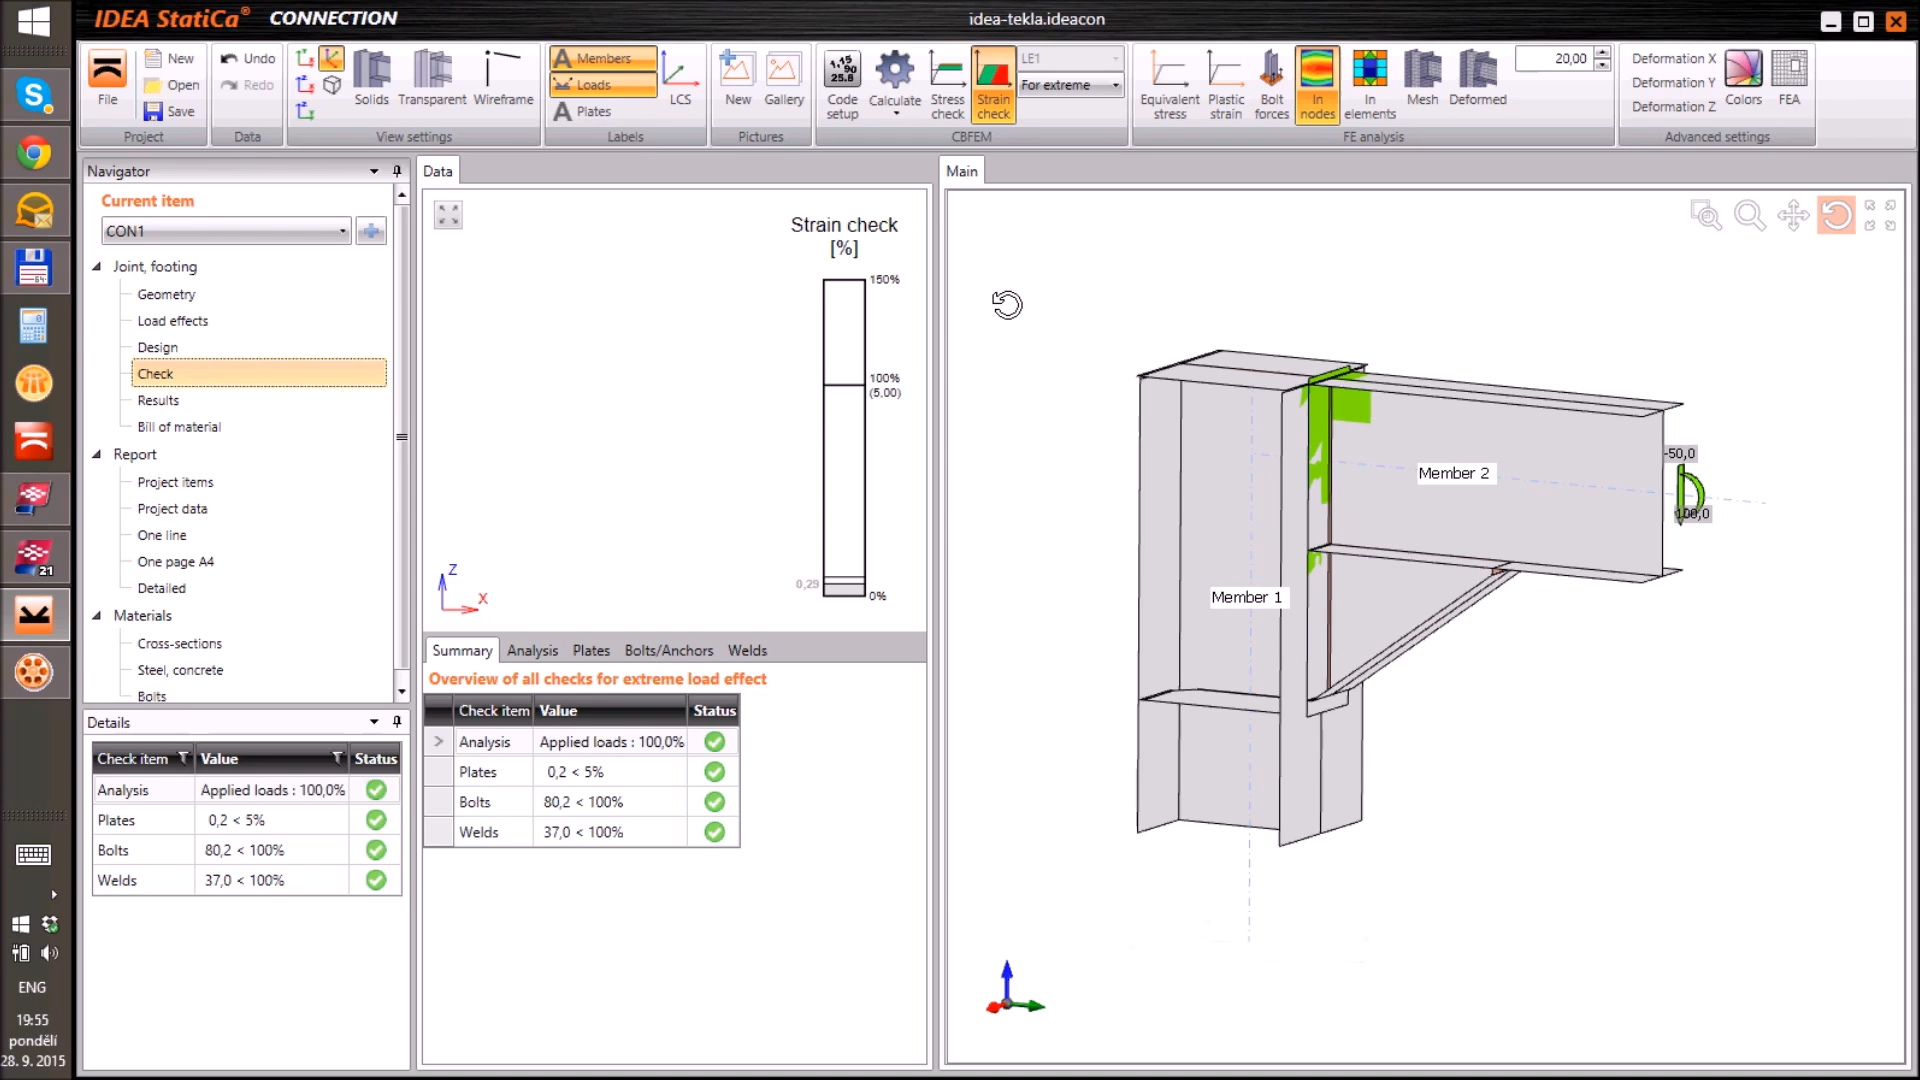 IDEA StatiCa® CONNECTION
idea-tekla.ideacon
File
New
Open
Save
Project
Undo
Redo
Data
Solids
Transparent
Wireframe
View settings
Members
Loads
Plates
LCS
Labels
New
Gallery
Pictures
1.15
90
25.8
Code setup
Calculate
Stress check
Strain check
LE1
For extreme
CBFEM
Equivalent stress
Plastic strain
Bolt forces
In nodes
In elements
Mesh
Deformed
20,00
FE analysis
Deformation X
Deformation Y
Deformation Z
Colors
FEA
Advanced settings
Navigator
Current item
CON1
Joint, footing
Geometry
Load effects
Design
Check
Results
Bill of material
Report
Project items
Project data
One line
One page A4
Detailed
Materials
Cross-sections
Steel, concrete
Bolts
Details
Check item Value Status
Analysis Applied loads : 100,0%
Plates 0,2 < 5%
Bolts 80,2 < 100%
Welds 37,0 < 100%
Data
Strain check
[%]
150%
100%
(5,00)
0,29
0%
Z
X
Summary Analysis Plates Bolts/Anchors Welds
Overview of all checks for extreme load effect
Check item Value Status
Analysis Applied loads : 100,0%
Plates 0,2 < 5%
Bolts 80,2 < 100%
Welds 37,0 < 100%
Main
Member 2
-50,0
100,0
Member 1
S
64
21
ENG
19:55
pondělí
28. 9. 2015